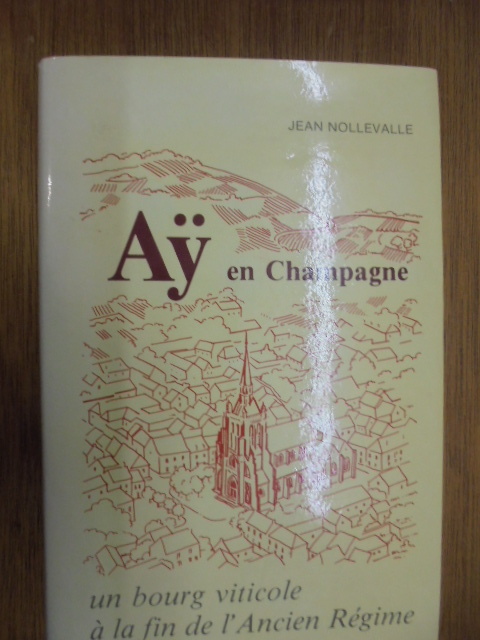 JEAN NOLLEVALLE
Aÿ en Champagne
un bourg viticole
à la fin de l'Ancien Régime